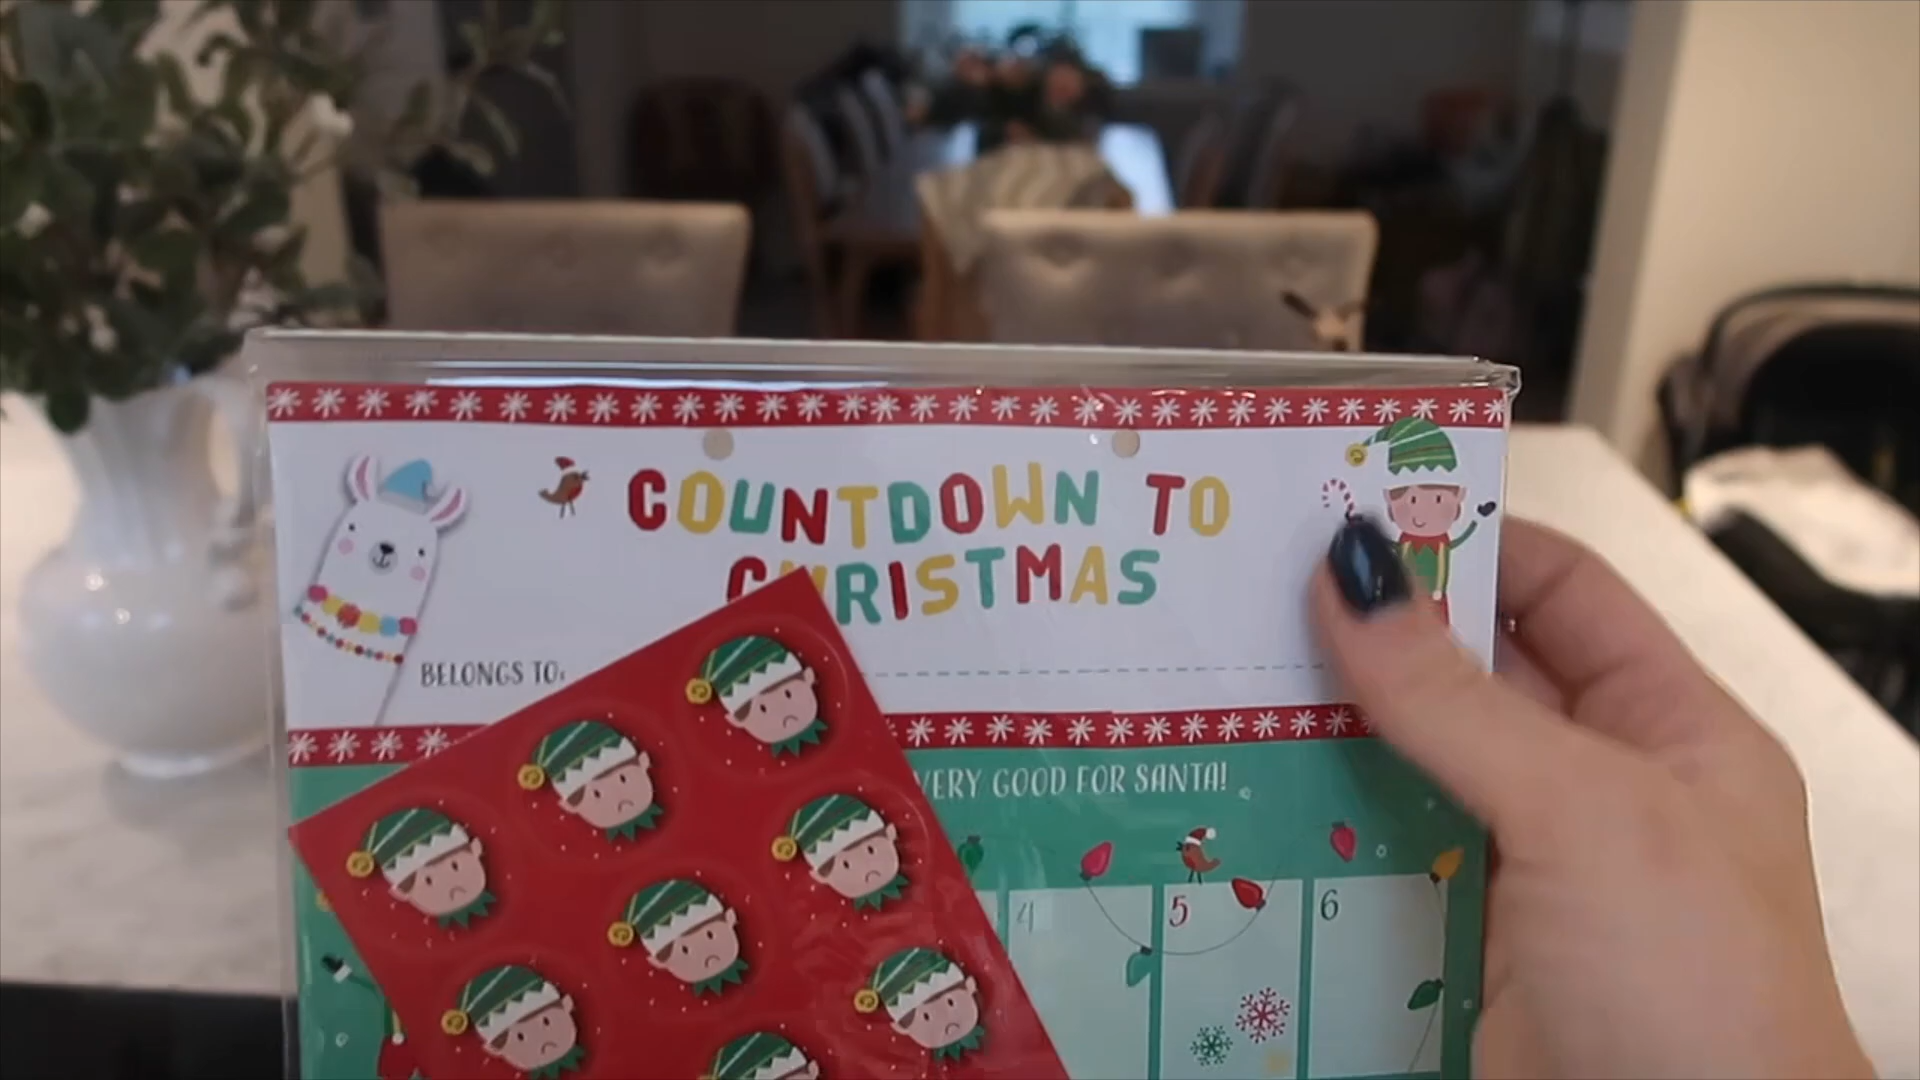 COUNTDOWN TO
CHRISTMAS
BELONGS TO:
VERY GOOD FOR SANTA!
4 5 6